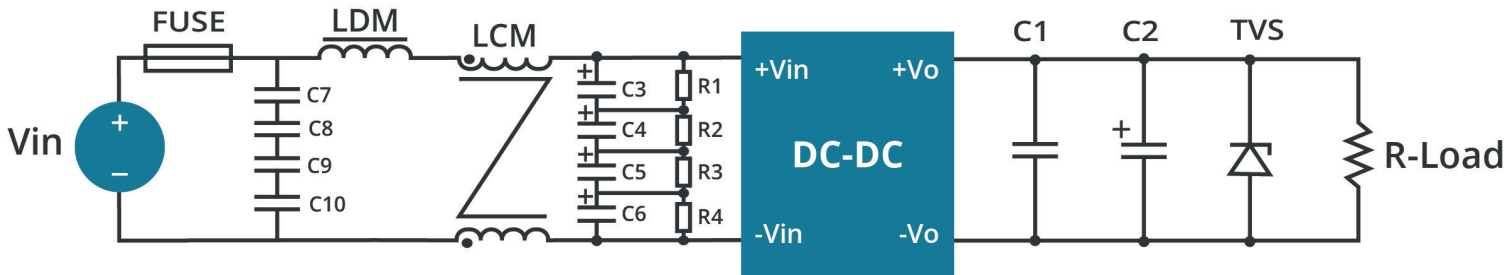 FUSE
LDM
LCM
C1
C2
TVS
+Vin
+Vo
C7
C3
R1
C8
C4
R2
Vin
+
−
DC-DC
R-Load
C9
C5
R3
C10
C6
R4
-Vin
-Vo
+
+
+
+
+